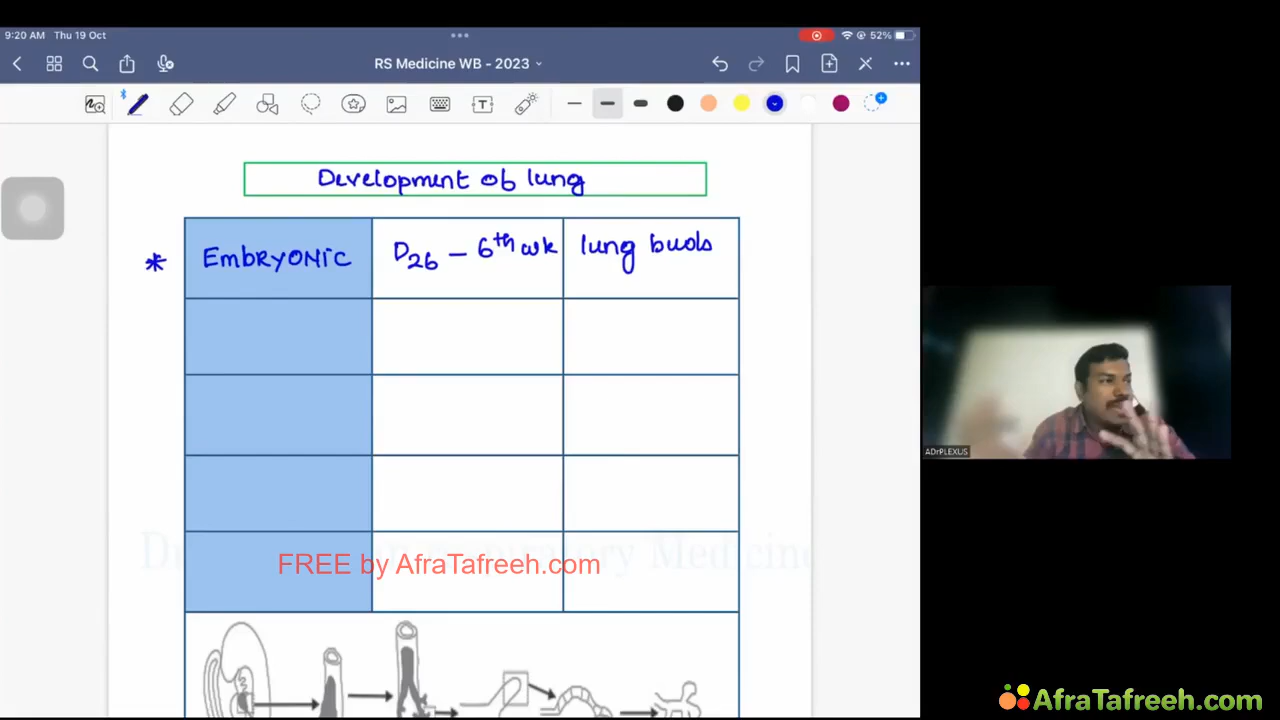 9:20 AM Thu 19 Oct
52%
RS Medicine WB - 2023
T
Development of lung
* EmbRYONIC D26 – 6th wk lung buds
Medicine
FREE by AfraTafreeh.com
ADrPLEXUS
AfraTafreeh.com